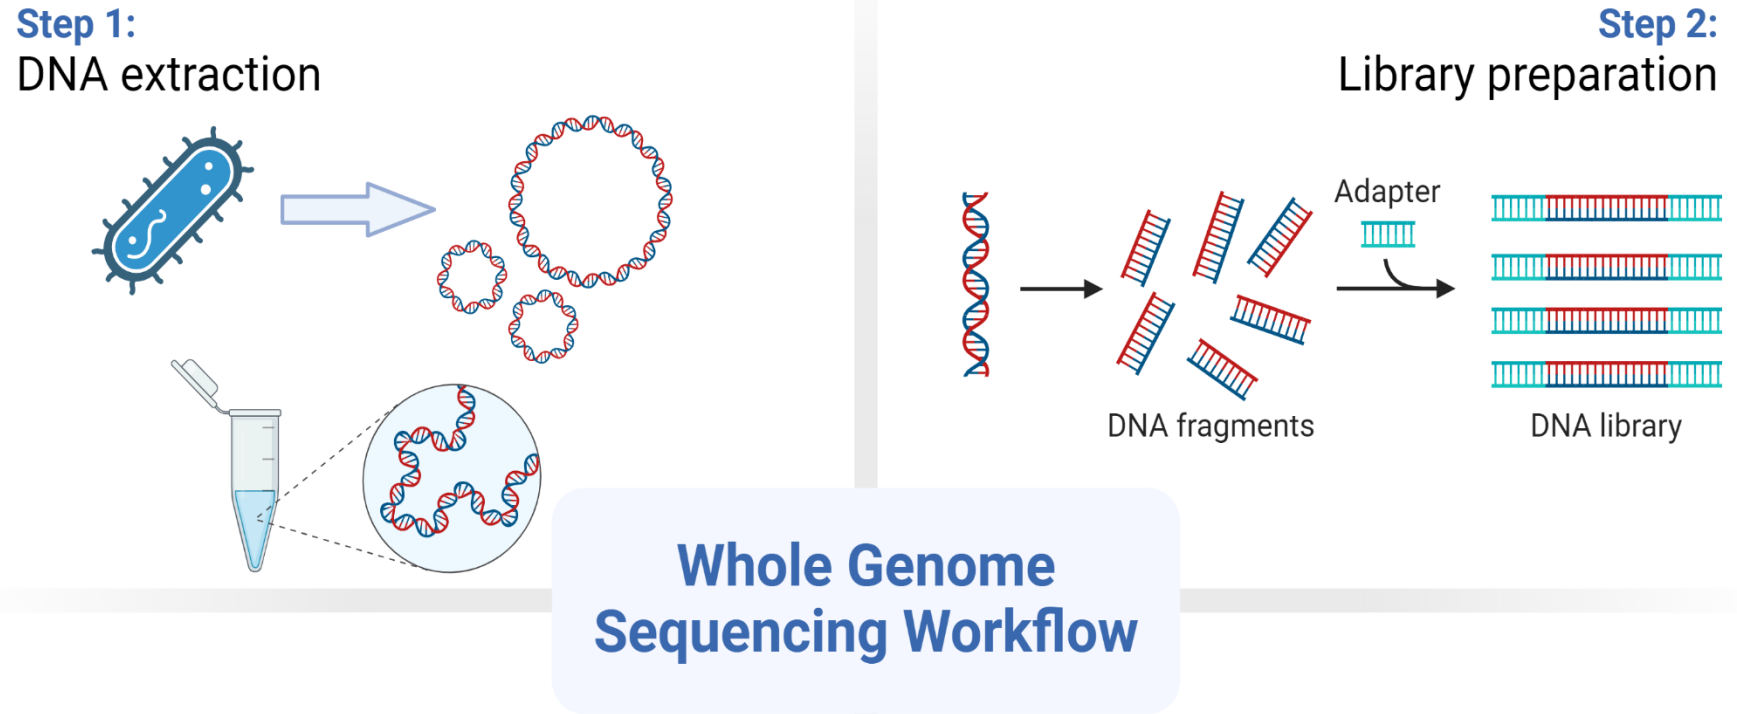 Step 1:
DNA extraction
Step 2:
Library preparation
Adapter
DNA fragments
DNA library
Whole Genome
Sequencing Workflow